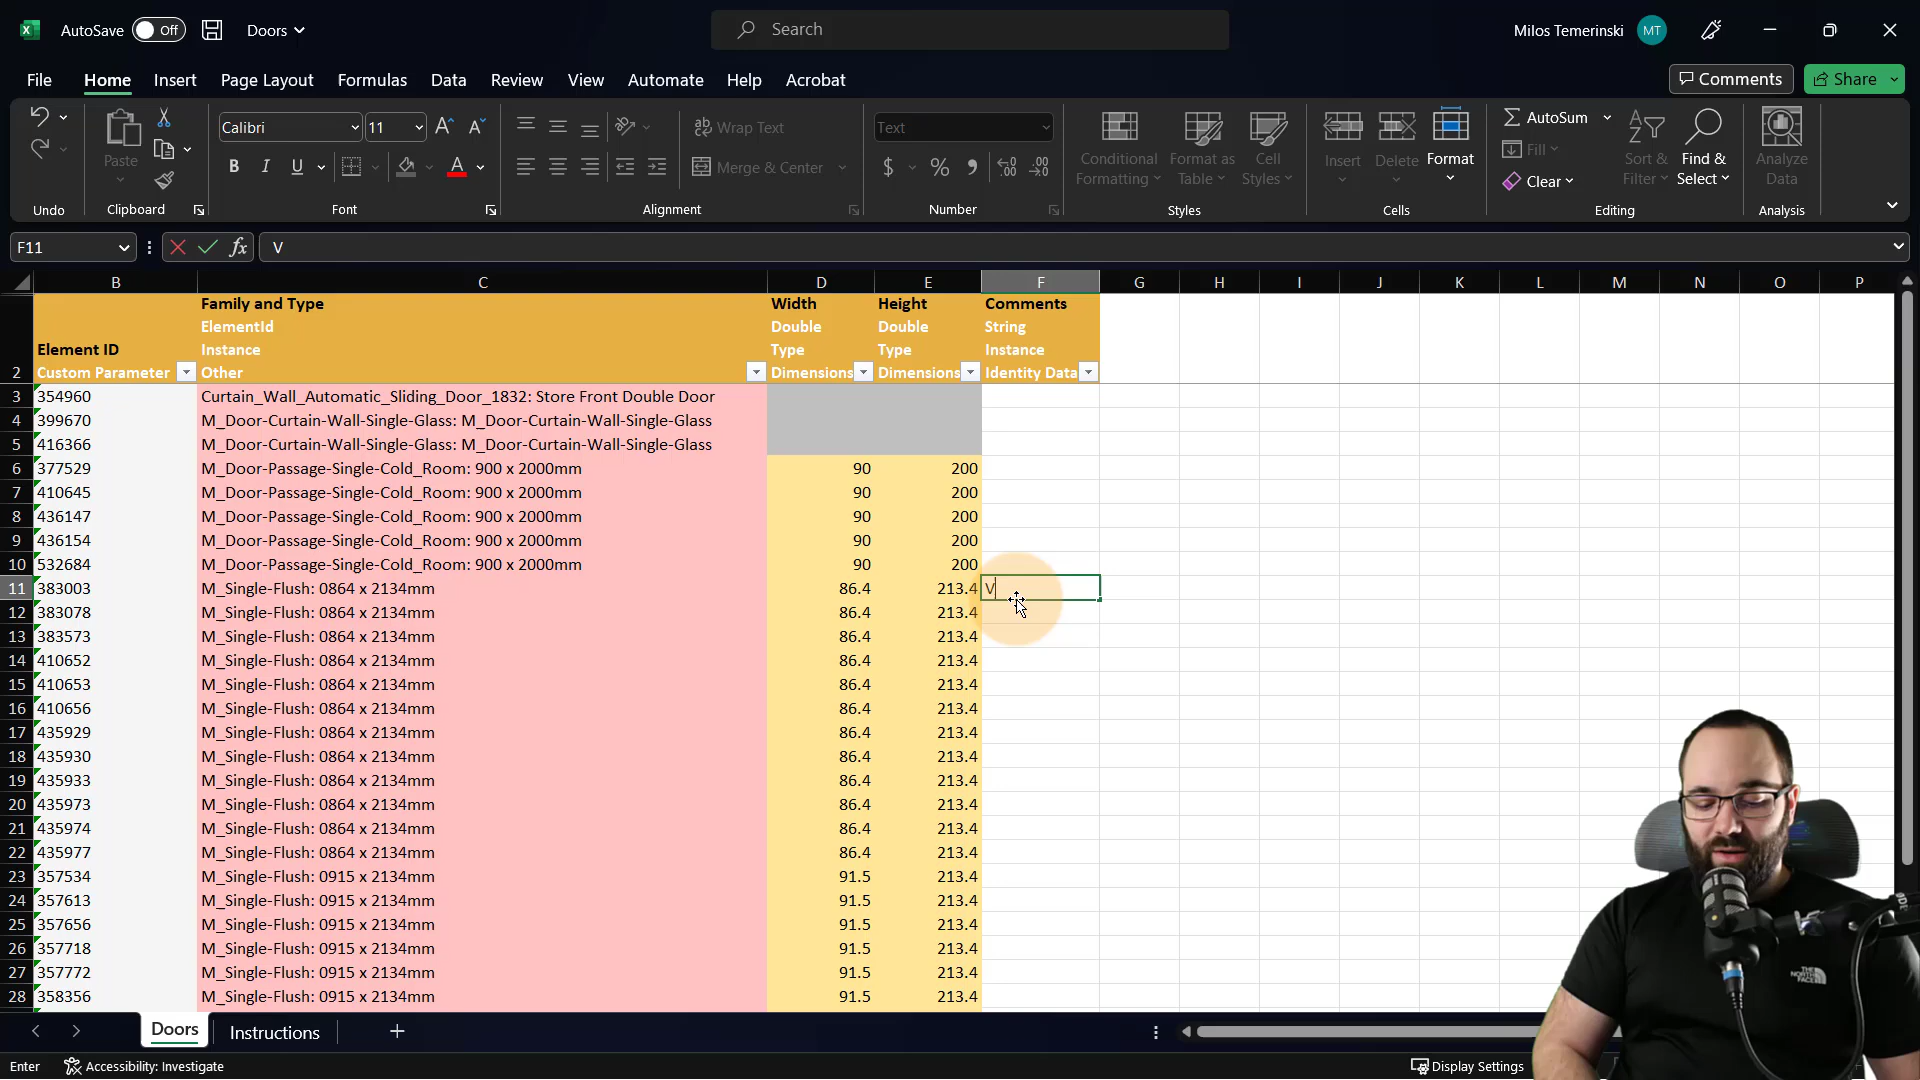 AutoSave Off Doors Search Milos Temerinski MT
File Home Insert Page Layout Formulas Data Review View Automate Help Acrobat Comments Share
Calibri 11 Wrap Text Text AutoSum
Paste B I U A Merge & Center $ % Conditional Formatting Format as Table Cell Styles Insert Delete Format Fill Clear Sort & Filter Find & Select Analyze Data
Undo Clipboard Font Alignment Number Styles Cells Editing Analysis
F11 fx V
B C D E F G H I J K L M N O P
Family and Type Width Height Comments
ElementId Double Double String
Element ID Instance Type Type Instance
2 Custom Parameter Other Dimensions Dimensions Identity Data
3 354960 Curtain_Wall_Automatic_Sliding_Door_1832: Store Front Double Door
4 399670 M_Door-Curtain-Wall-Single-Glass: M_Door-Curtain-Wall-Single-Glass
5 416366 M_Door-Curtain-Wall-Single-Glass: M_Door-Curtain-Wall-Single-Glass
6 377529 M_Door-Passage-Single-Cold_Room: 900 x 2000mm 90 200
7 410645 M_Door-Passage-Single-Cold_Room: 900 x 2000mm 90 200
8 436147 M_Door-Passage-Single-Cold_Room: 900 x 2000mm 90 200
9 436154 M_Door-Passage-Single-Cold_Room: 900 x 2000mm 90 200
10 532684 M_Door-Passage-Single-Cold_Room: 900 x 2000mm 90 200
11 383003 M_Single-Flush: 0864 x 2134mm 86.4 213.4 V
12 383078 M_Single-Flush: 0864 x 2134mm 86.4 213.4
13 383573 M_Single-Flush: 0864 x 2134mm 86.4 213.4
14 410652 M_Single-Flush: 0864 x 2134mm 86.4 213.4
15 410653 M_Single-Flush: 0864 x 2134mm 86.4 213.4
16 410656 M_Single-Flush: 0864 x 2134mm 86.4 213.4
17 435929 M_Single-Flush: 0864 x 2134mm 86.4 213.4
18 435930 M_Single-Flush: 0864 x 2134mm 86.4 213.4
19 435933 M_Single-Flush: 0864 x 2134mm 86.4 213.4
20 435973 M_Single-Flush: 0864 x 2134mm 86.4 213.4
21 435974 M_Single-Flush: 0864 x 2134mm 86.4 213.4
22 435977 M_Single-Flush: 0864 x 2134mm 86.4 213.4
23 357534 M_Single-Flush: 0915 x 2134mm 91.5 213.4
24 357613 M_Single-Flush: 0915 x 2134mm 91.5 213.4
25 357656 M_Single-Flush: 0915 x 2134mm 91.5 213.4
26 357718 M_Single-Flush: 0915 x 2134mm 91.5 213.4
27 357772 M_Single-Flush: 0915 x 2134mm 91.5 213.4
28 358356 M_Single-Flush: 0915 x 2134mm 91.5 213.4
THE NORTH FACE
Doors Instructions
Enter Accessibility: Investigate Display Settings